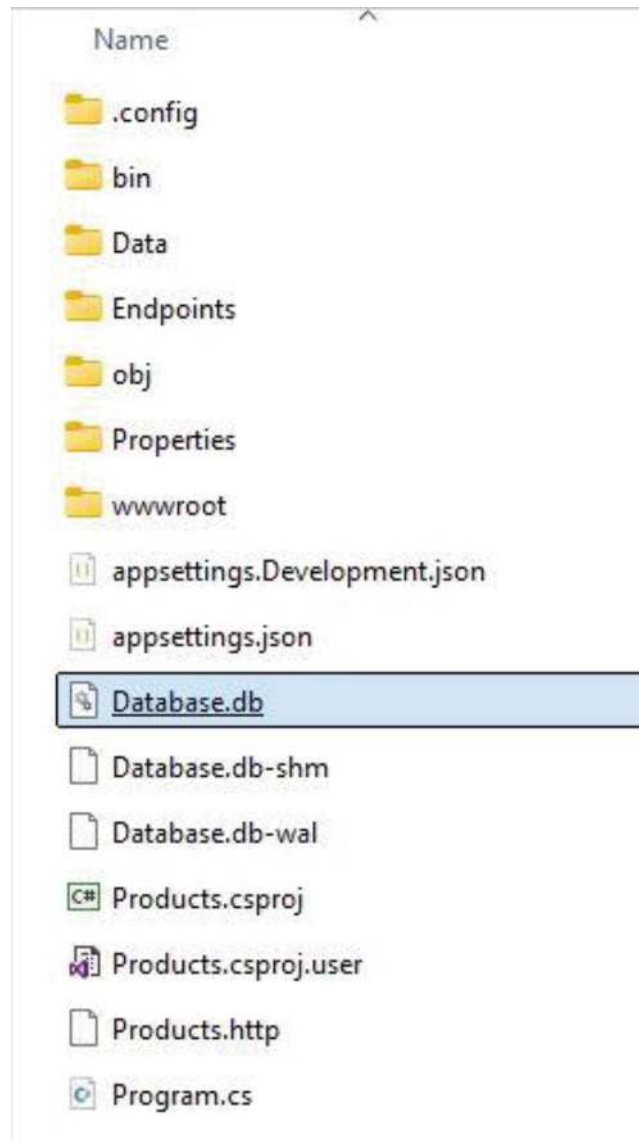 Name
.config
bin
Data
Endpoints
obj
Properties
wwwroot
appsettings.Development.json
appsettings.json
Database.db
Database.db-shm
Database.db-wal
C# Products.csproj
Products.csproj.user
Products.http
Program.cs